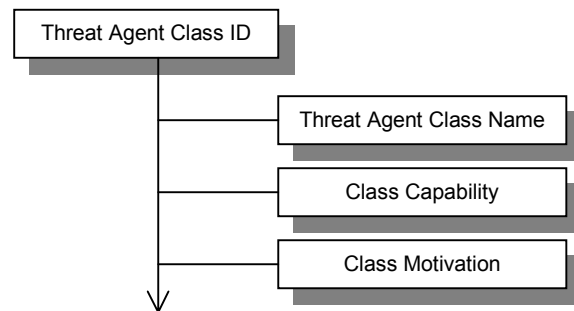 Threat Agent Class ID
Threat Agent Class Name
Class Capability
Class Motivation